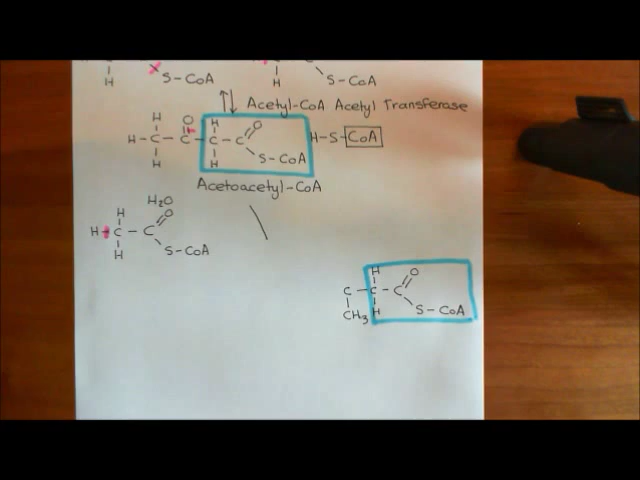 H S-CoA H S-CoA
Acetyl-CoA Acetyl Transferase
H O H O
H-C-C-C-C H-S-CoA
H H S-CoA
Acetoacetyl-CoA
H2O
H O
H-C-C
H S-CoA
H O
C-C-C
CH3 H S-CoA